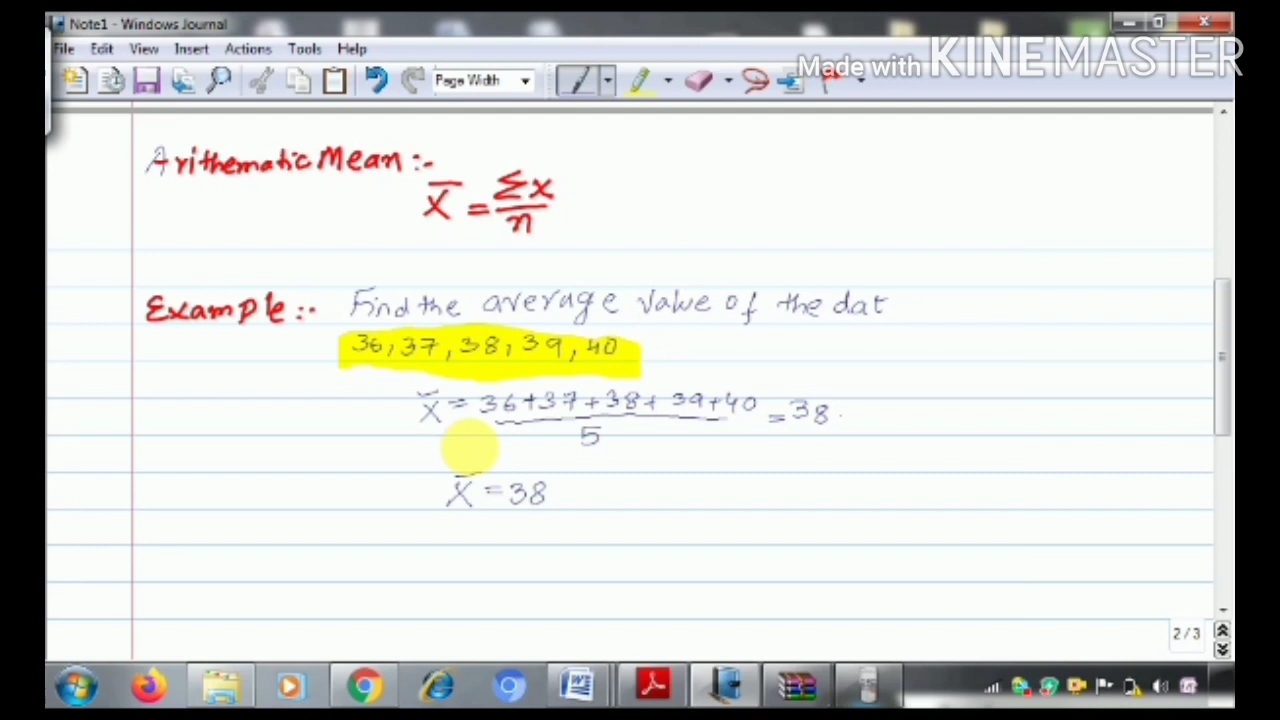 Note1 - Windows Journal
File Edit View Insert Actions Tools Help
Made with KINEMASTER
Page Width
Arithematic Mean :-
X̄ = Σx/n
Example :- Find the average value of the dat
36, 37, 38, 39, 40
X̄ = 36+37+38+39+40 = 38.
5
X̄ = 38
2/3